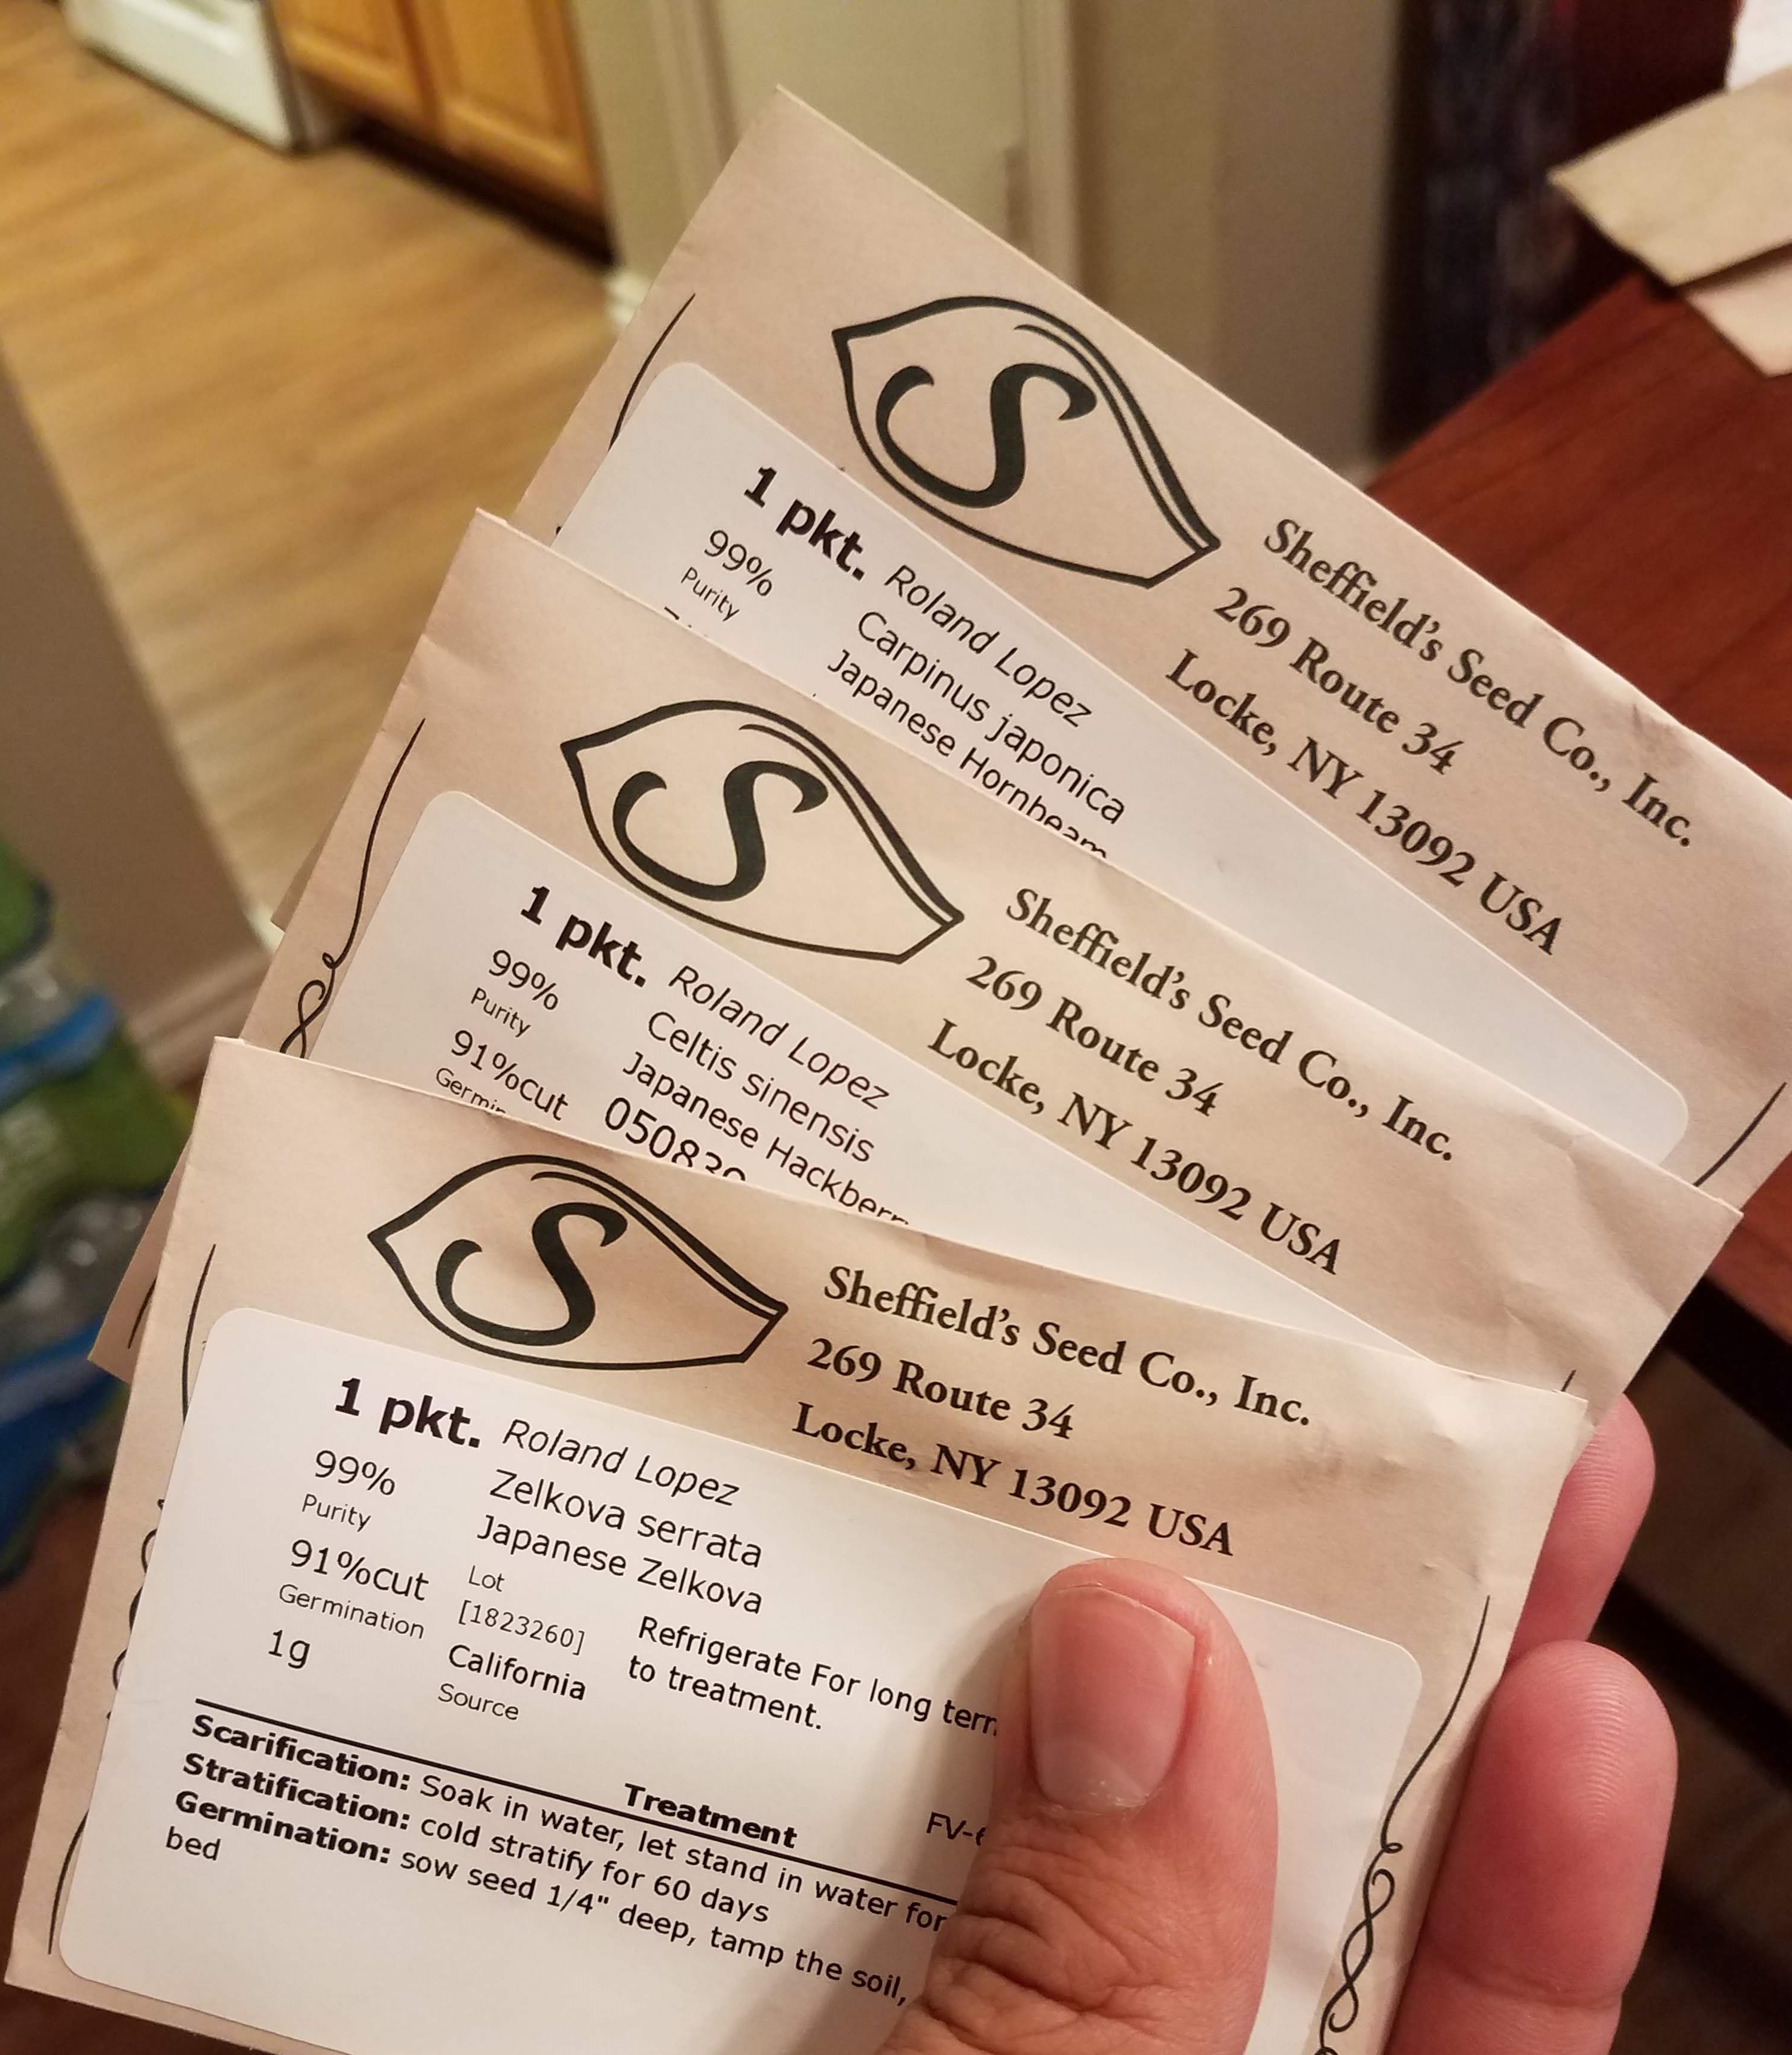 S
Sheffield's Seed Co., Inc.
269 Route 34
Locke, NY 13092 USA
1 pkt. Roland Lopez
99% Carpinus japonica
Purity Japanese Hornbeam
S
Sheffield's Seed Co., Inc.
269 Route 34
Locke, NY 13092 USA
1 pkt. Roland Lopez
99% Celtis sinensis
Purity Japanese Hackberr
91%cut 050830
Germin
S
Sheffield's Seed Co., Inc.
269 Route 34
Locke, NY 13092 USA
1 pkt. Roland Lopez
99% Zelkova serrata
Purity Japanese Zelkova
91%cut Lot
Germination [1823260] Refrigerate For long term
1g California to treatment.
Source
Treatment FV-
Scarification: Soak in water, let stand in water for
Stratification: cold stratify for 60 days
Germination: sow seed 1/4" deep, tamp the soil,
bed